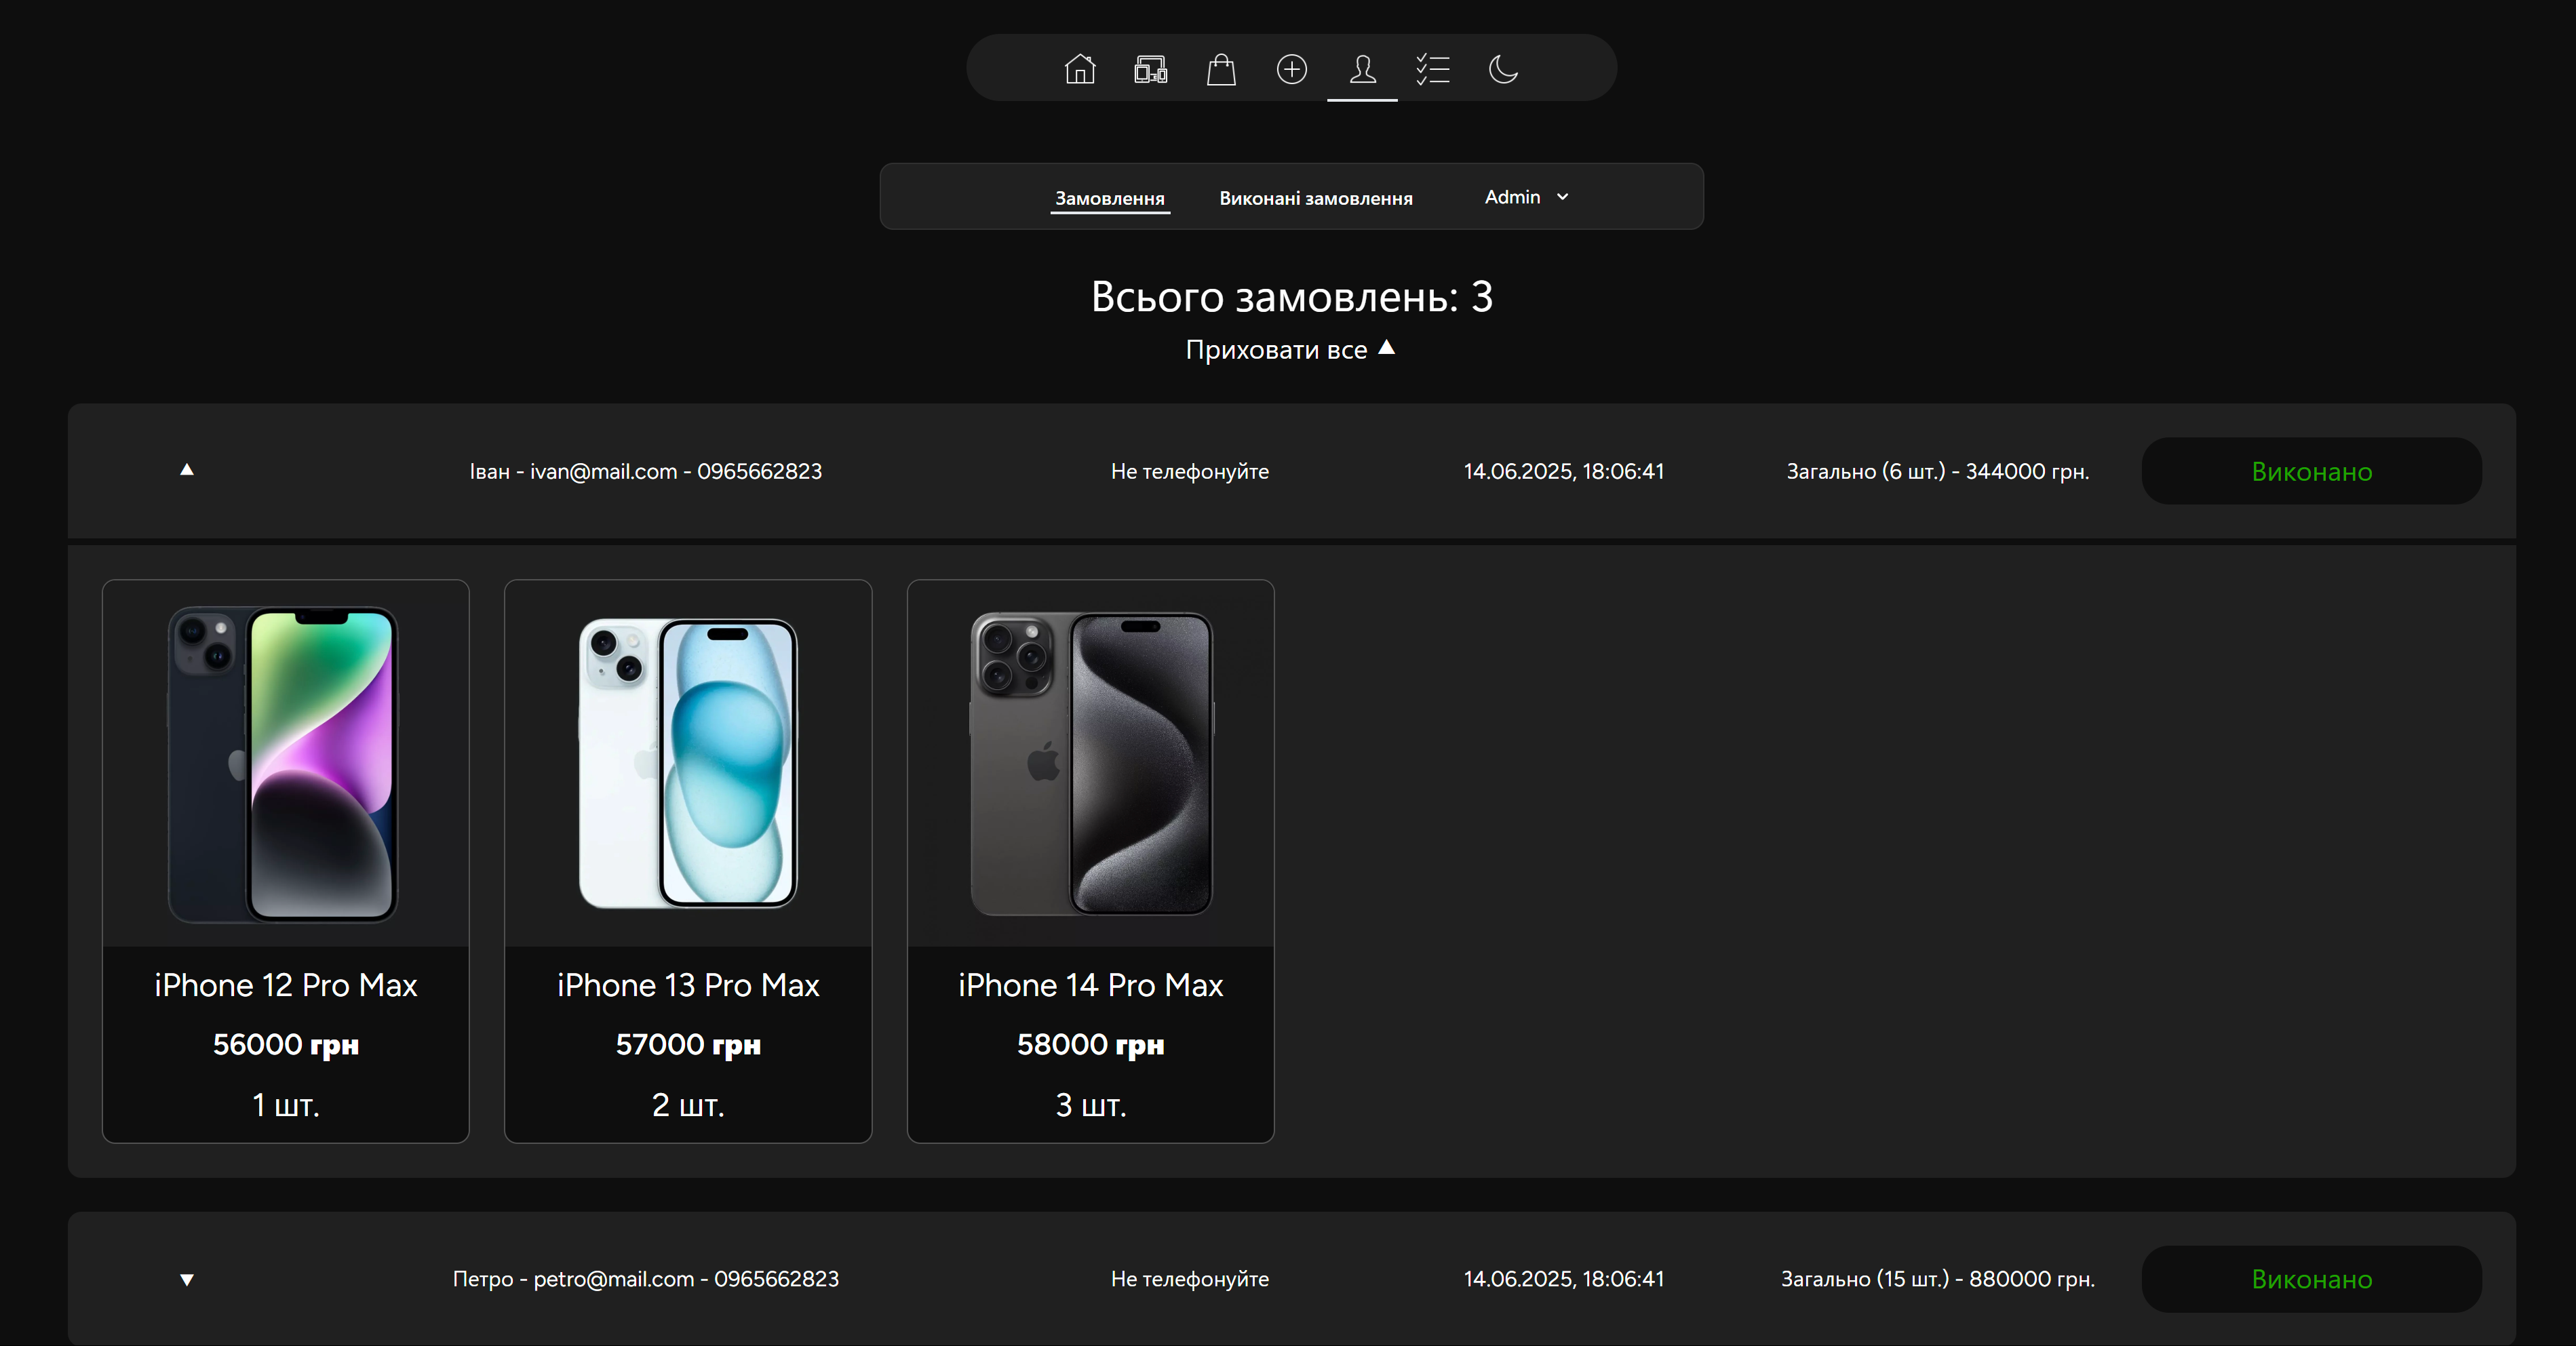 Замовлення Виконані замовлення Admin
Всього замовлень: 3
Приховати все ▲
▲ Іван - ivan@mail.com - 0965662823 Не телефонуйте 14.06.2025, 18:06:41 Загально (6 шт.) - 344000 грн. Виконано
iPhone 12 Pro Max
56000 грн
1 шт.
iPhone 13 Pro Max
57000 грн
2 шт.
iPhone 14 Pro Max
58000 грн
3 шт.
▼ Петро - petro@mail.com - 0965662823 Не телефонуйте 14.06.2025, 18:06:41 Загально (15 шт.) - 880000 грн. Виконано